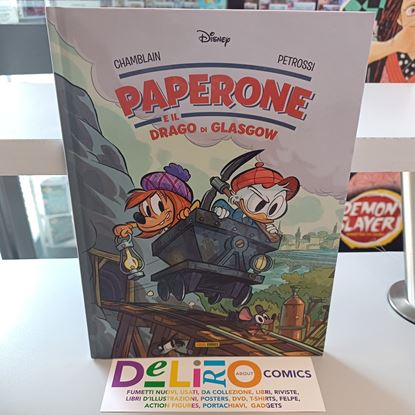 Disney
CHAMBLAIN PETROSSI
PAPERONE
E IL
DRAGO DI GLASGOW
DEMON
SLAYER
DeLiRiO ABOUT COMICS
FUMETTI NUOVI, USATI, DA COLLEZIONE, LIBRI, RIVISTE,
LIBRI D'ILLUSTRAZIONI, POSTERS, DVD, T-SHIRTS, FELPE,
ACTION FIGURES, PORTACHIAVI, GADGETS